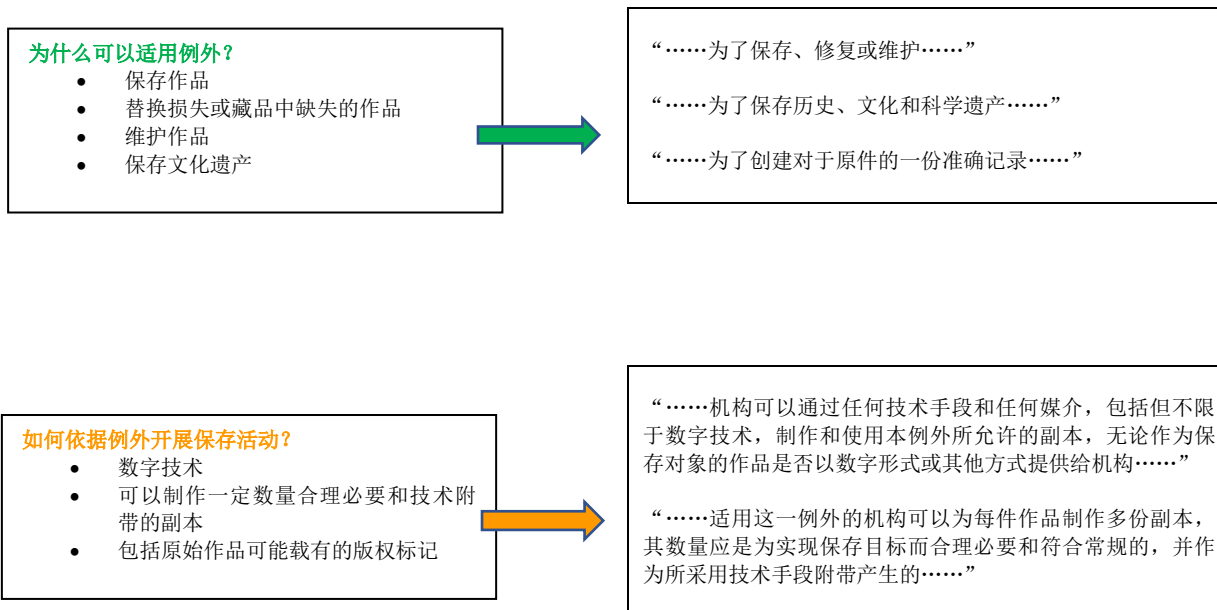 为什么可以适用例外?
• 保存作品
• 替换损失或藏品中缺失的作品
• 维护作品
• 保存文化遗产
“……为了保存、修复或维护……”
“……为了保存历史、文化和科学遗产……”
“……为了创建对于原件的一份准确记录……”
如何依据例外开展保存活动?
• 数字技术
• 可以制作一定数量合理必要和技术附
带的副本
• 包括原始作品可能载有的版权标记
“……机构可以通过任何技术手段和任何媒介，包括但不限
于数字技术，制作和使用本例外所允许的副本，无论作为保
存对象的作品是否以数字形式或其他方式提供给机构……”
“……适用这一例外的机构可以为每件作品制作多份副本，
其数量应是为实现保存目标而合理必要和符合常规的，并作
为所采用技术手段附带产生的……”